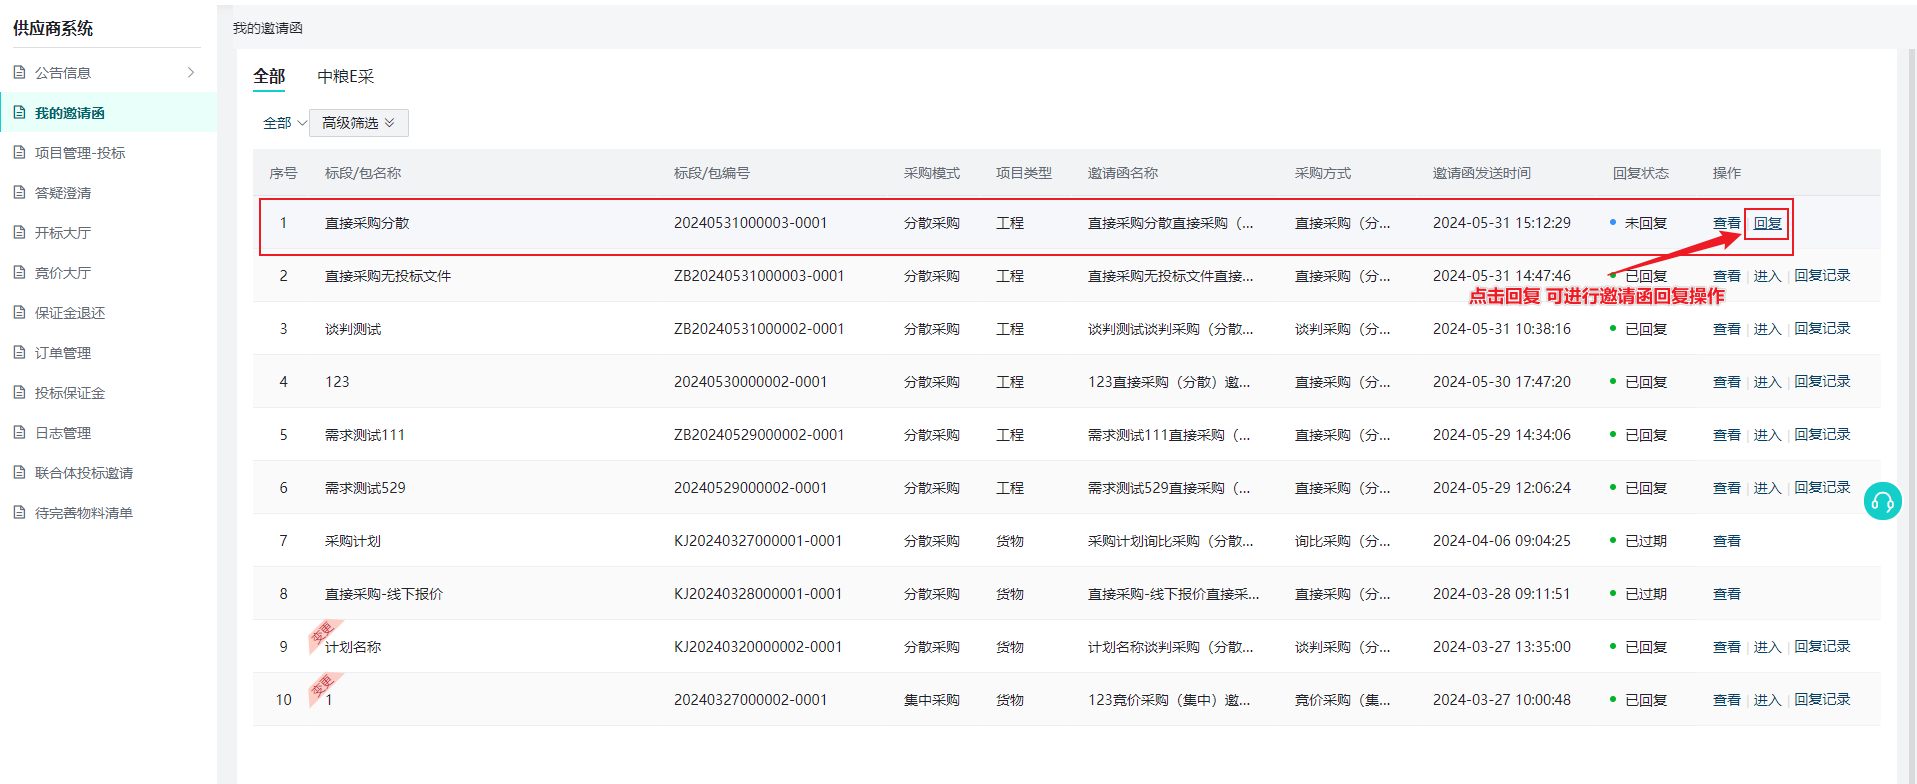 供应商系统
公告信息
我的邀请函
项目管理-投标
答疑澄清
开标大厅
竞价大厅
保证金退还
订单管理
投标保证金
日志管理
联合体投标邀请
待完善物料清单
我的邀请函
全部 中粮E采
全部 高级筛选
序号 标段/包名称 标段/包编号 采购模式 项目类型 邀请函名称 采购方式 邀请函发送时间 回复状态 操作
1 直接采购分散 20240531000003-0001 分散采购 工程 直接采购分散直接采购（... 直接采购（分... 2024-05-31 15:12:29 未回复 查看 回复
2 直接采购无投标文件 ZB20240531000003-0001 分散采购 工程 直接采购无投标文件直接... 直接采购（分... 2024-05-31 14:47:46 已回复 查看 | 进入 | 回复记录
点击回复 可进行邀请函回复操作
3 谈判测试 ZB20240531000002-0001 分散采购 工程 谈判测试谈判采购（分散... 谈判采购（分... 2024-05-31 10:38:16 已回复 查看 | 进入 | 回复记录
4 123 20240530000002-0001 分散采购 工程 123直接采购（分散）邀... 直接采购（分... 2024-05-30 17:47:20 已回复 查看 | 进入 | 回复记录
5 需求测试111 ZB20240529000002-0001 分散采购 工程 需求测试111直接采购（... 直接采购（分... 2024-05-29 14:34:06 已回复 查看 | 进入 | 回复记录
6 需求测试529 20240529000002-0001 分散采购 工程 需求测试529直接采购（... 直接采购（分... 2024-05-29 12:06:24 已回复 查看 | 进入 | 回复记录
7 采购计划 KJ20240327000001-0001 分散采购 货物 采购计划询比采购（分散... 询比采购（分... 2024-04-06 09:04:25 已过期 查看
8 直接采购-线下报价 KJ20240328000001-0001 分散采购 货物 直接采购-线下报价直接采... 直接采购（分... 2024-03-28 09:11:51 已过期 查看
变更
9 计划名称 KJ20240320000002-0001 分散采购 货物 计划名称谈判采购（分散... 谈判采购（分... 2024-03-27 13:35:00 已回复 查看 | 进入 | 回复记录
变更
10 1 20240327000002-0001 集中采购 货物 123竞价采购（集中）邀... 竞价采购（集... 2024-03-27 10:00:48 已回复 查看 | 进入 | 回复记录